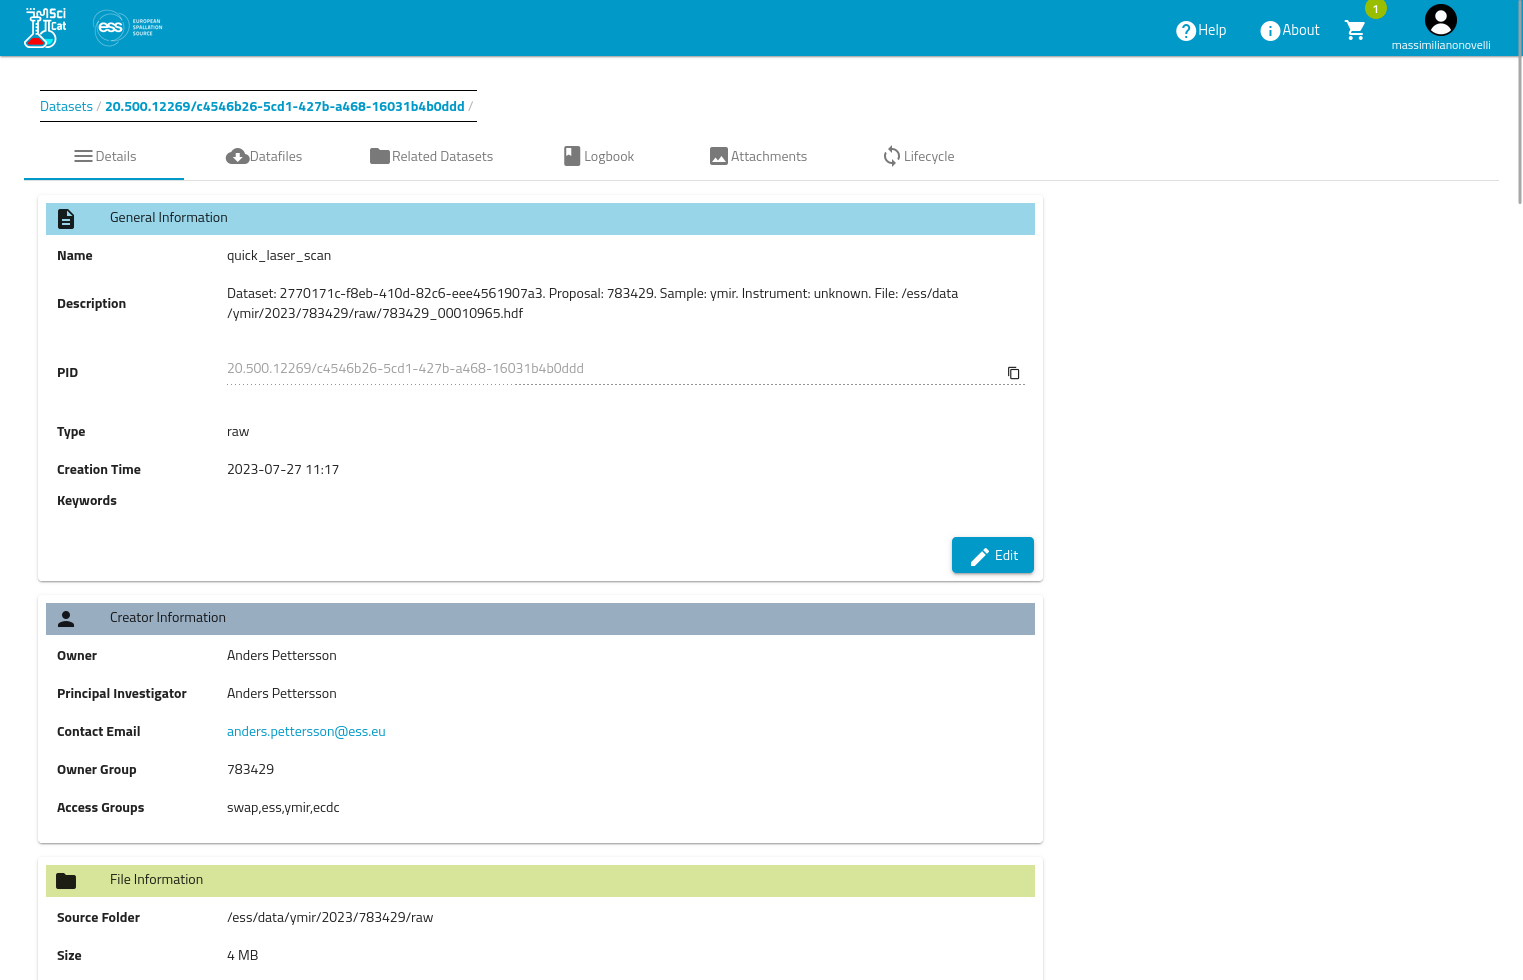 Sci
Cat
ess
EUROPEAN
SPALLATION
SOURCE
Help
About
1
massimilianonovelli
Datasets / 20.500.12269/c4546b26-5cd1-427b-a468-16031b4b0ddd /
Details
Datafiles
Related Datasets
Logbook
Attachments
Lifecycle
General Information
Name quick_laser_scan
Description Dataset: 2770171c-f8eb-410d-82c6-eee4561907a3. Proposal: 783429. Sample: ymir. Instrument: unknown. File: /ess/data
/ymir/2023/783429/raw/783429_00010965.hdf
PID 20.500.12269/c4546b26-5cd1-427b-a468-16031b4b0ddd
Type raw
Creation Time 2023-07-27 11:17
Keywords
Edit
Creator Information
Owner Anders Pettersson
Principal Investigator Anders Pettersson
Contact Email anders.pettersson@ess.eu
Owner Group 783429
Access Groups swap,ess,ymir,ecdc
File Information
Source Folder /ess/data/ymir/2023/783429/raw
Size 4 MB